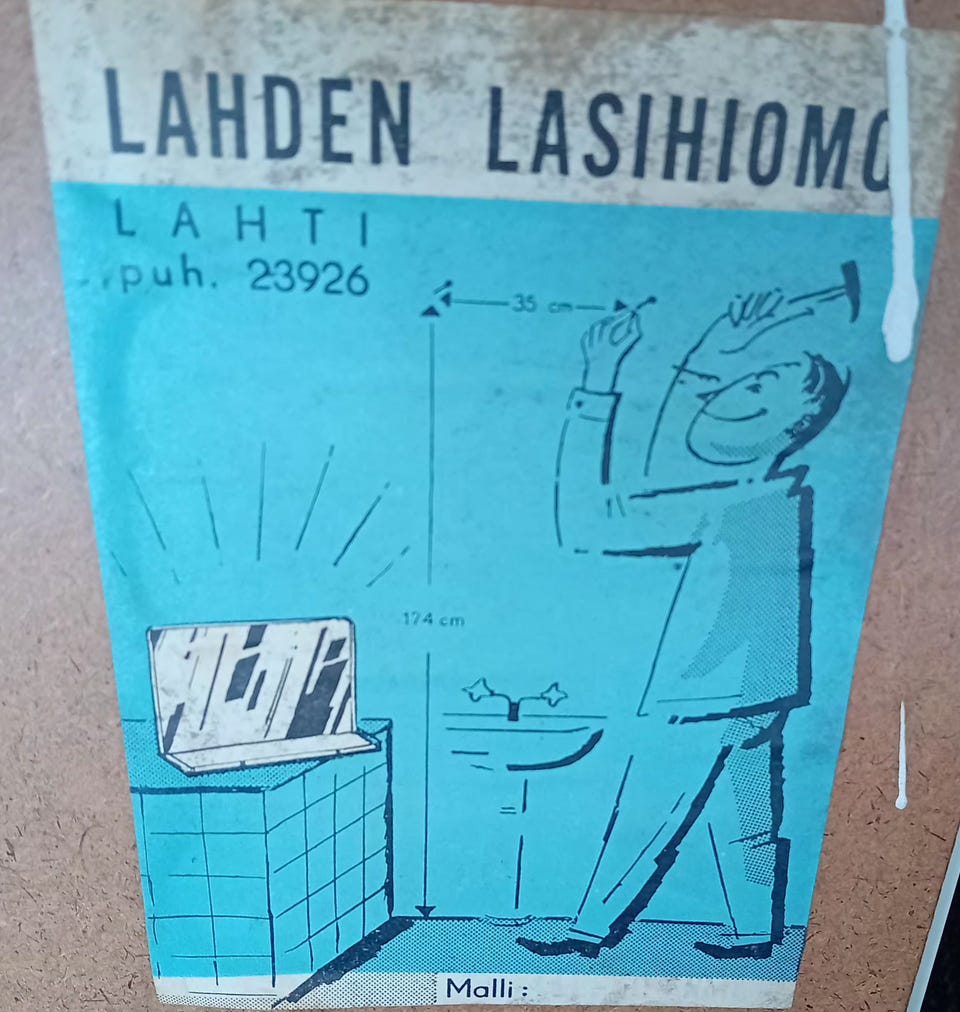 LAHDEN LASIHIOMO
LAHTI
puh. 23926
35 cm
174 cm
Malli: